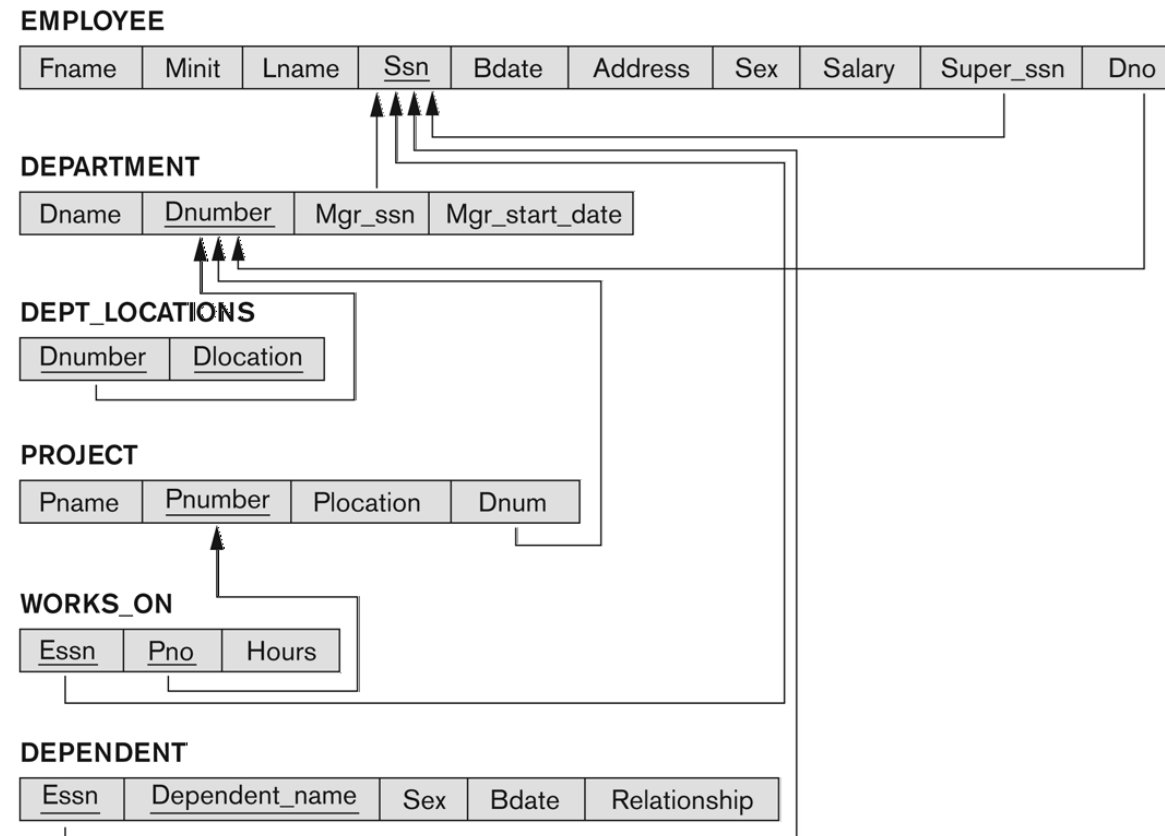 EMPLOYEE
Fname Minit Lname Ssn Bdate Address Sex Salary Super_ssn Dno
DEPARTMENT
Dname Dnumber Mgr_ssn Mgr_start_date
DEPT_LOCATIONS
Dnumber Dlocation
PROJECT
Pname Pnumber Plocation Dnum
WORKS_ON
Essn Pno Hours
DEPENDENT
Essn Dependent_name Sex Bdate Relationship